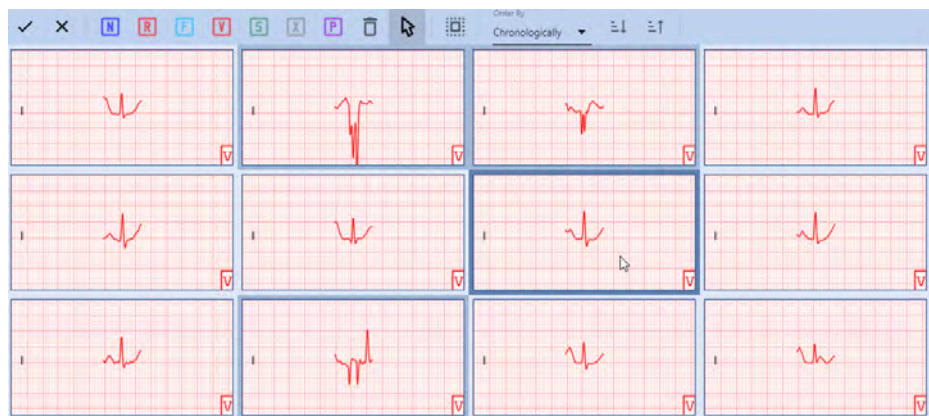 Order By
N R F V S X P
Chronologically
I I I I
V V V V
I I I I
V V V V
I I I I
V V V V